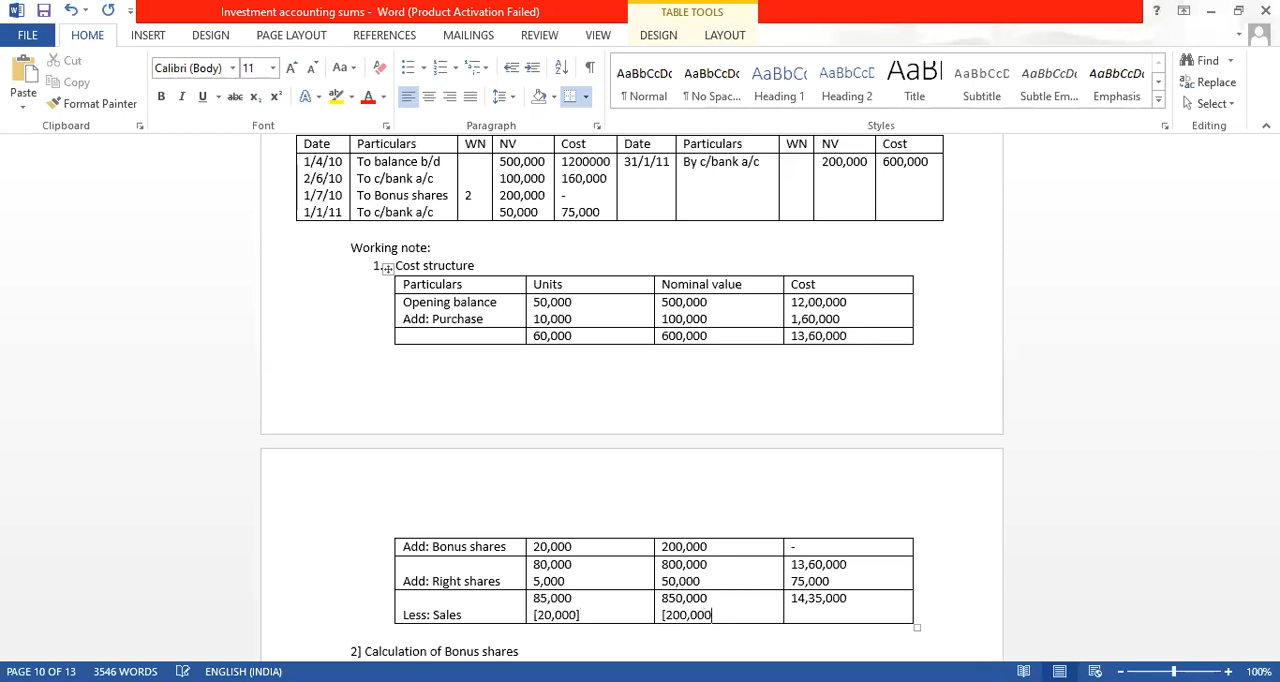 Investment accounting sums - Word (Product Activation Failed)
TABLE TOOLS
FILE HOME INSERT DESIGN PAGE LAYOUT REFERENCES MAILINGS REVIEW VIEW DESIGN LAYOUT
Paste
Cut
Copy
Format Painter
Clipboard
Calibri (Body) 11
Font
Paragraph
AaBbCcDc AaBbCcDc AaBbCc AaBbCcD AaBl AaBbCcD AaBbCcDc AaBbCcDc
¶ Normal ¶ No Spac... Heading 1 Heading 2 Title Subtitle Subtle Em... Emphasis
Styles
Find
Replace
Select
Editing
Date Particulars WN NV Cost Date Particulars WN NV Cost
1/4/10 To balance b/d 500,000 1200000 31/1/11 By c/bank a/c 200,000 600,000
2/6/10 To c/bank a/c 100,000 160,000
1/7/10 To Bonus shares 2 200,000 -
1/1/11 To c/bank a/c 50,000 75,000
Working note:
1. Cost structure
Particulars Units Nominal value Cost
Opening balance 50,000 500,000 12,00,000
Add: Purchase 10,000 100,000 1,60,000
60,000 600,000 13,60,000
Add: Bonus shares 20,000 200,000 -
80,000 800,000 13,60,000
Add: Right shares 5,000 50,000 75,000
85,000 850,000 14,35,000
Less: Sales [20,000] [200,000
2] Calculation of Bonus shares
PAGE 10 OF 13 3546 WORDS ENGLISH (INDIA) 100%